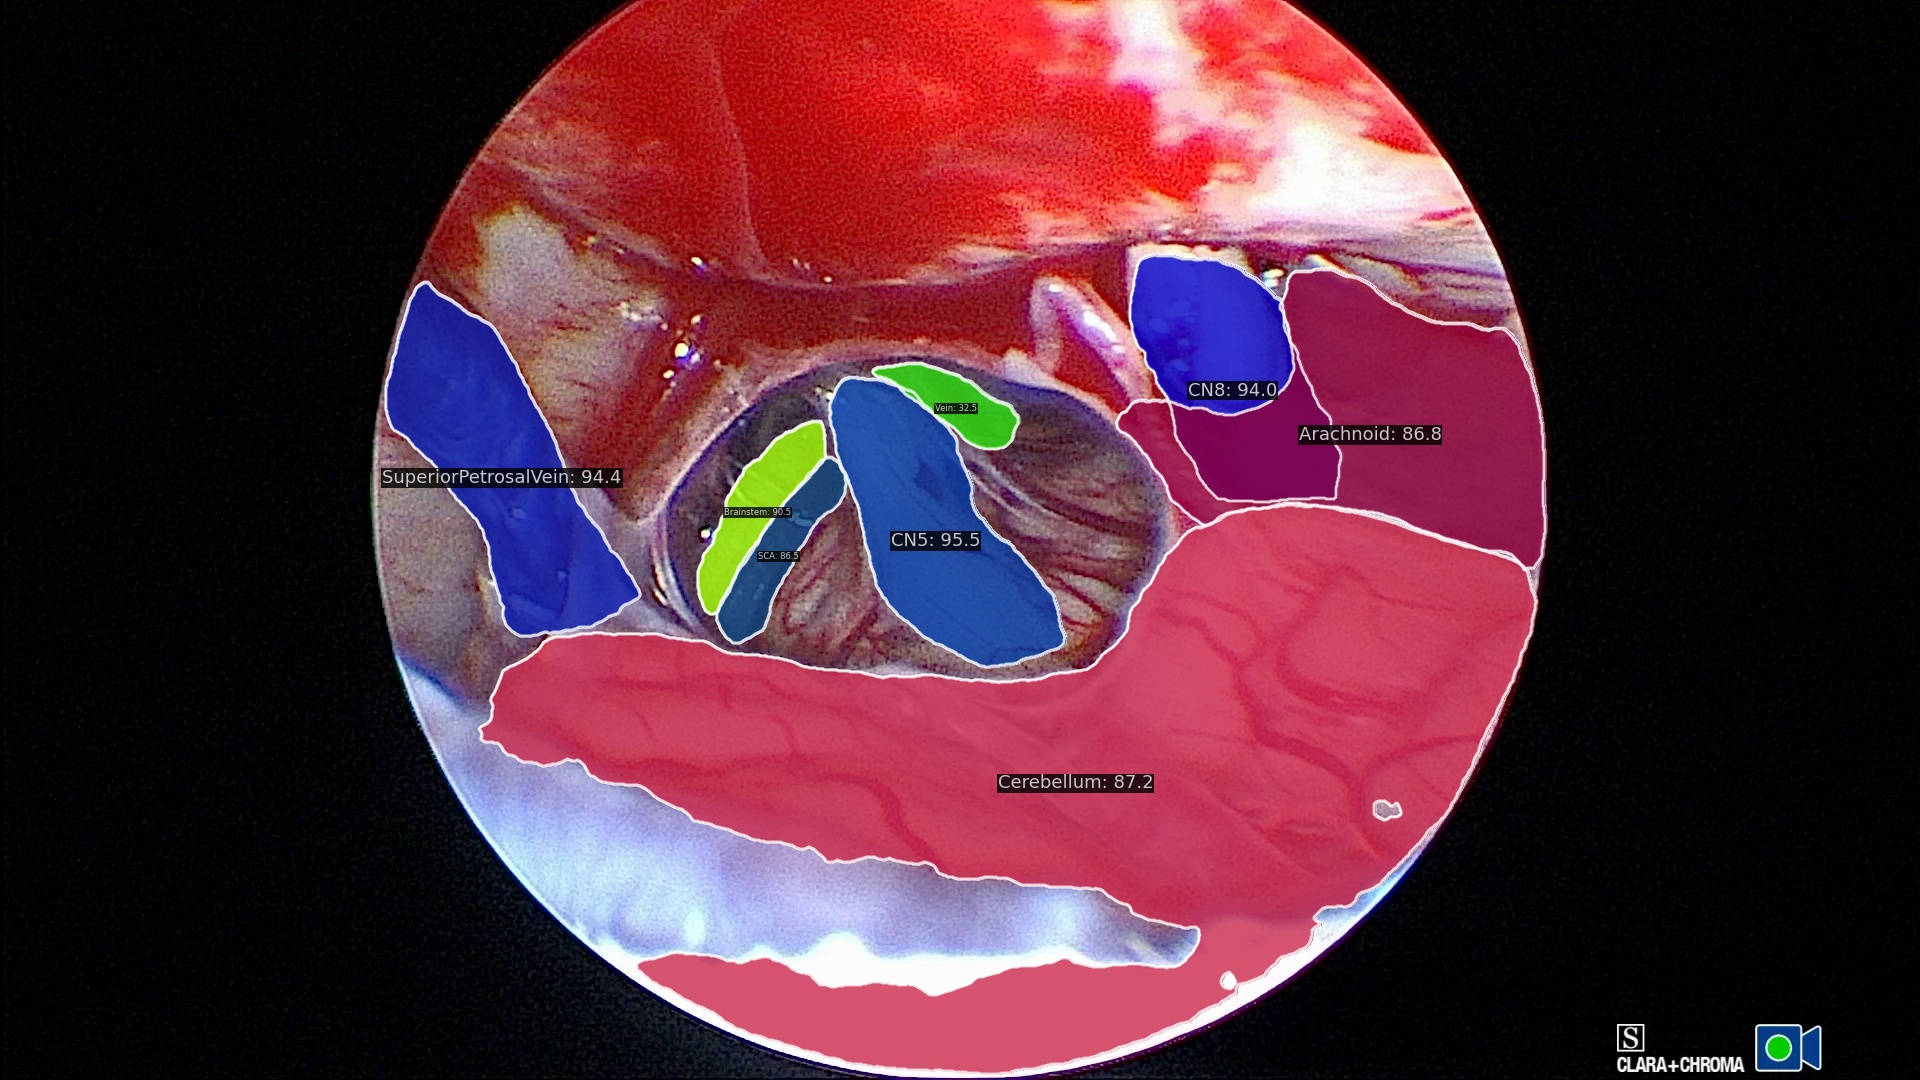 CN8: 94.0
Vein: 32.5
Arachnoid: 86.8
SuperiorPetrosalVein: 94.4
Brainstem: 90.5
CN5: 95.5
SCA: 86.5
Cerebellum: 87.2
S
CLARA+CHROMA